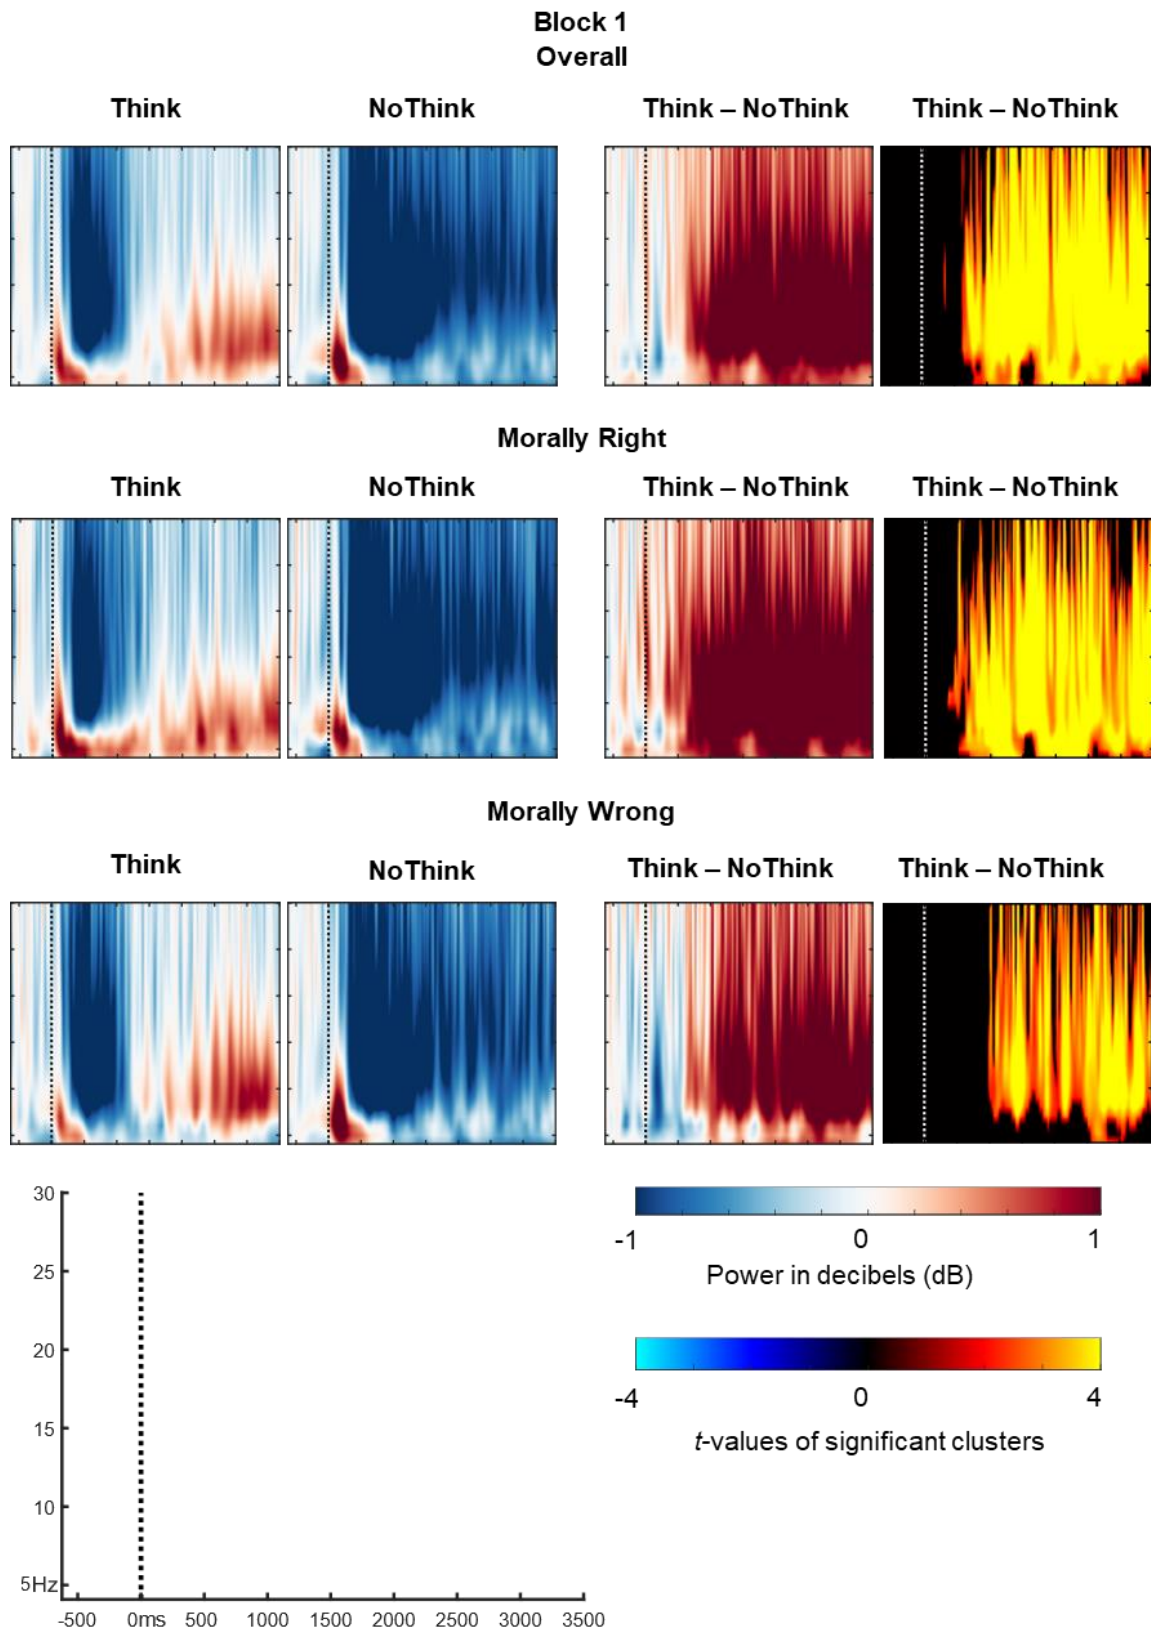 Block 1
Overall
Think NoThink Think – NoThink Think – NoThink
Morally Right
Think NoThink Think – NoThink Think – NoThink
Morally Wrong
Think NoThink Think – NoThink Think – NoThink
30
25
20
15
10
5Hz
-500 0ms 500 1000 1500 2000 2500 3000 3500
-1 0 1
Power in decibels (dB)
-4 0 4
t-values of significant clusters